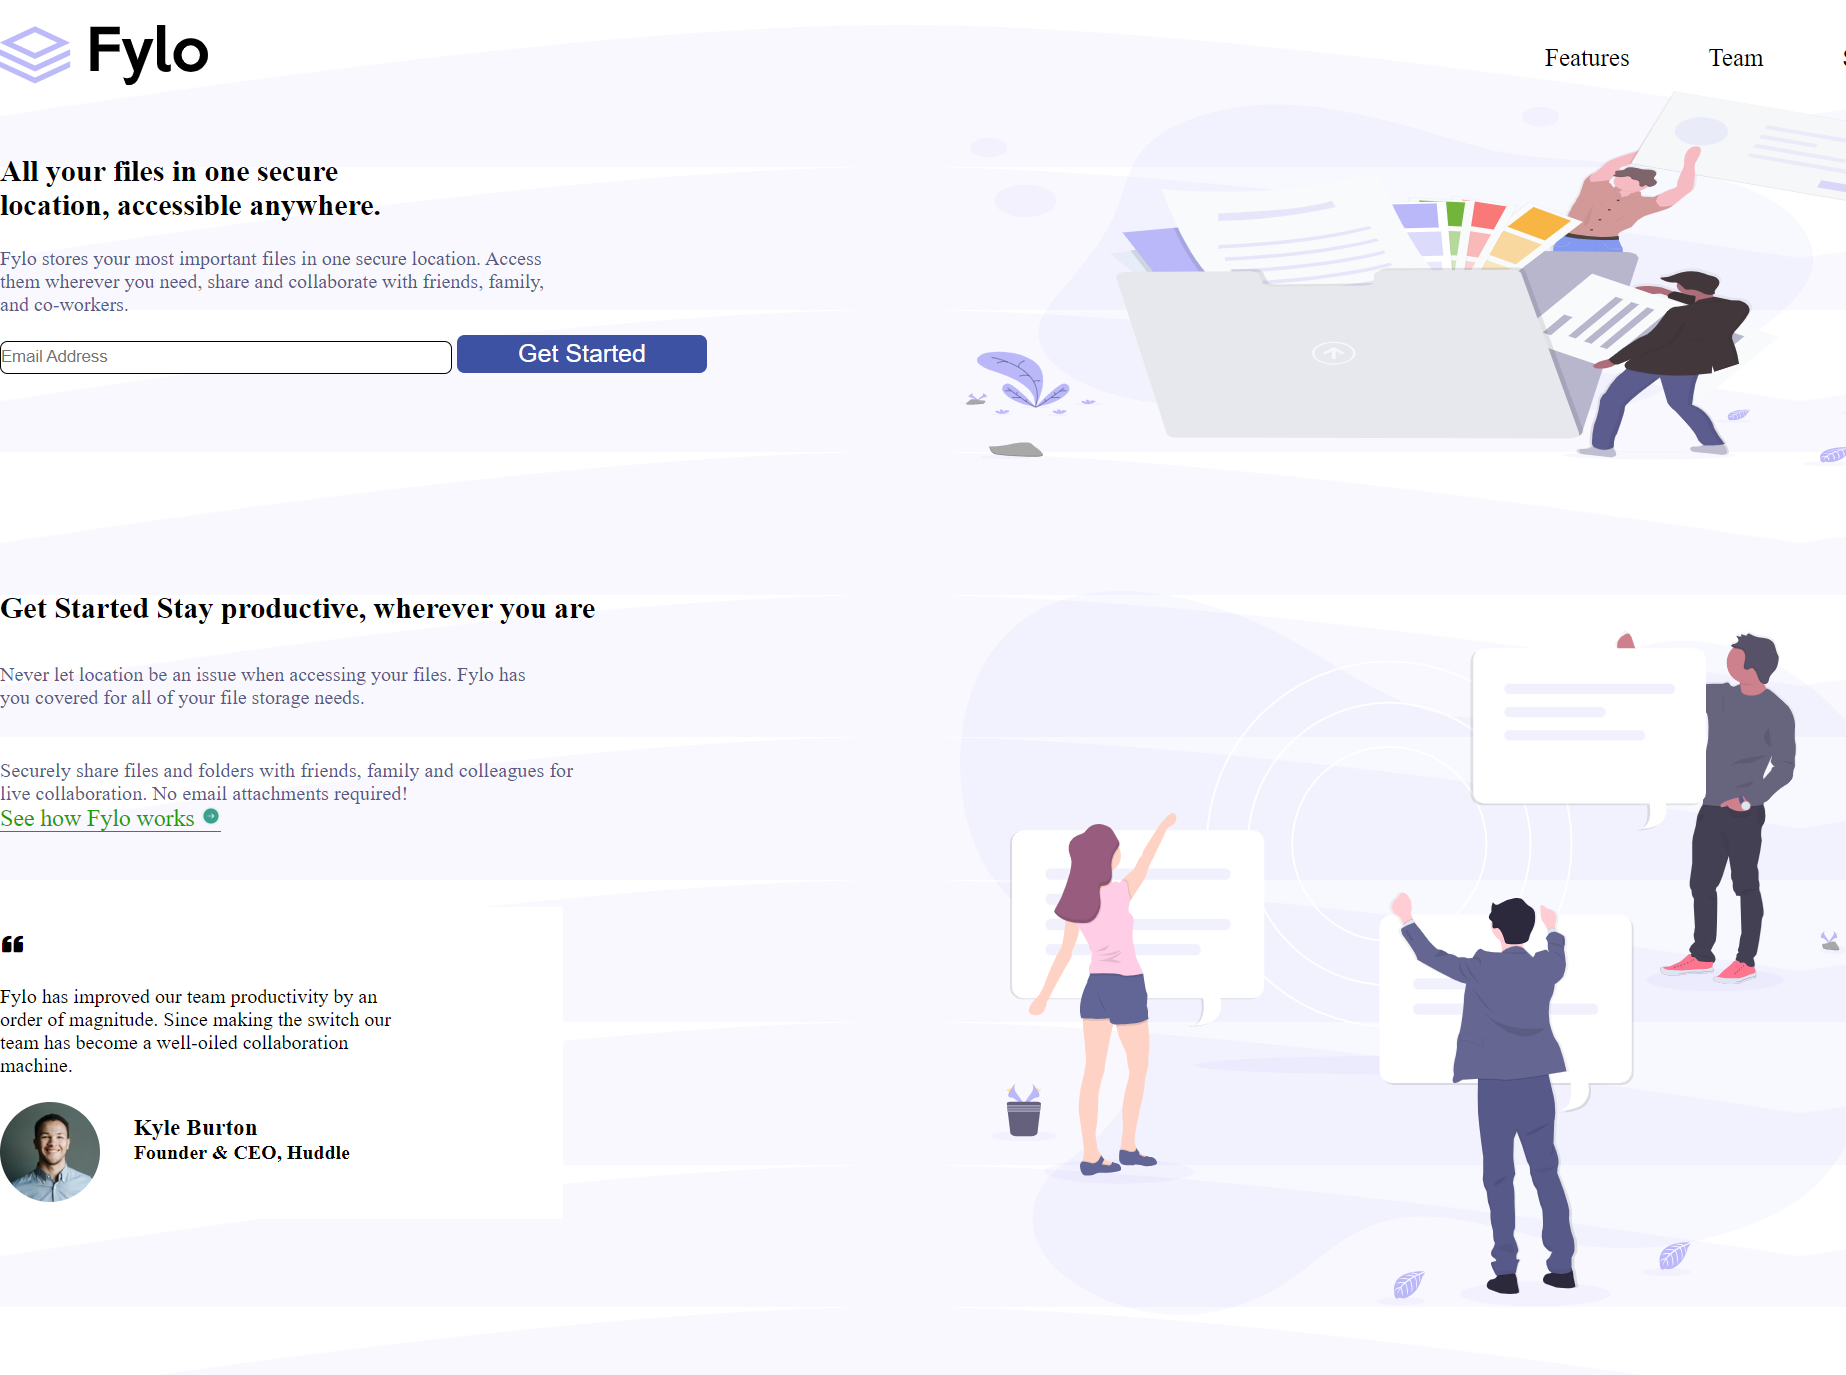 Fylo
Features Team S
All your files in one secure
location, accessible anywhere.
Fylo stores your most important files in one secure location. Access
them wherever you need, share and collaborate with friends, family,
and co-workers.
Email Address Get Started
Get Started Stay productive, wherever you are
Never let location be an issue when accessing your files. Fylo has
you covered for all of your file storage needs.
Securely share files and folders with friends, family and colleagues for
live collaboration. No email attachments required!
See how Fylo works
“
Fylo has improved our team productivity by an
order of magnitude. Since making the switch our
team has become a well-oiled collaboration
machine.
Kyle Burton
Founder & CEO, Huddle